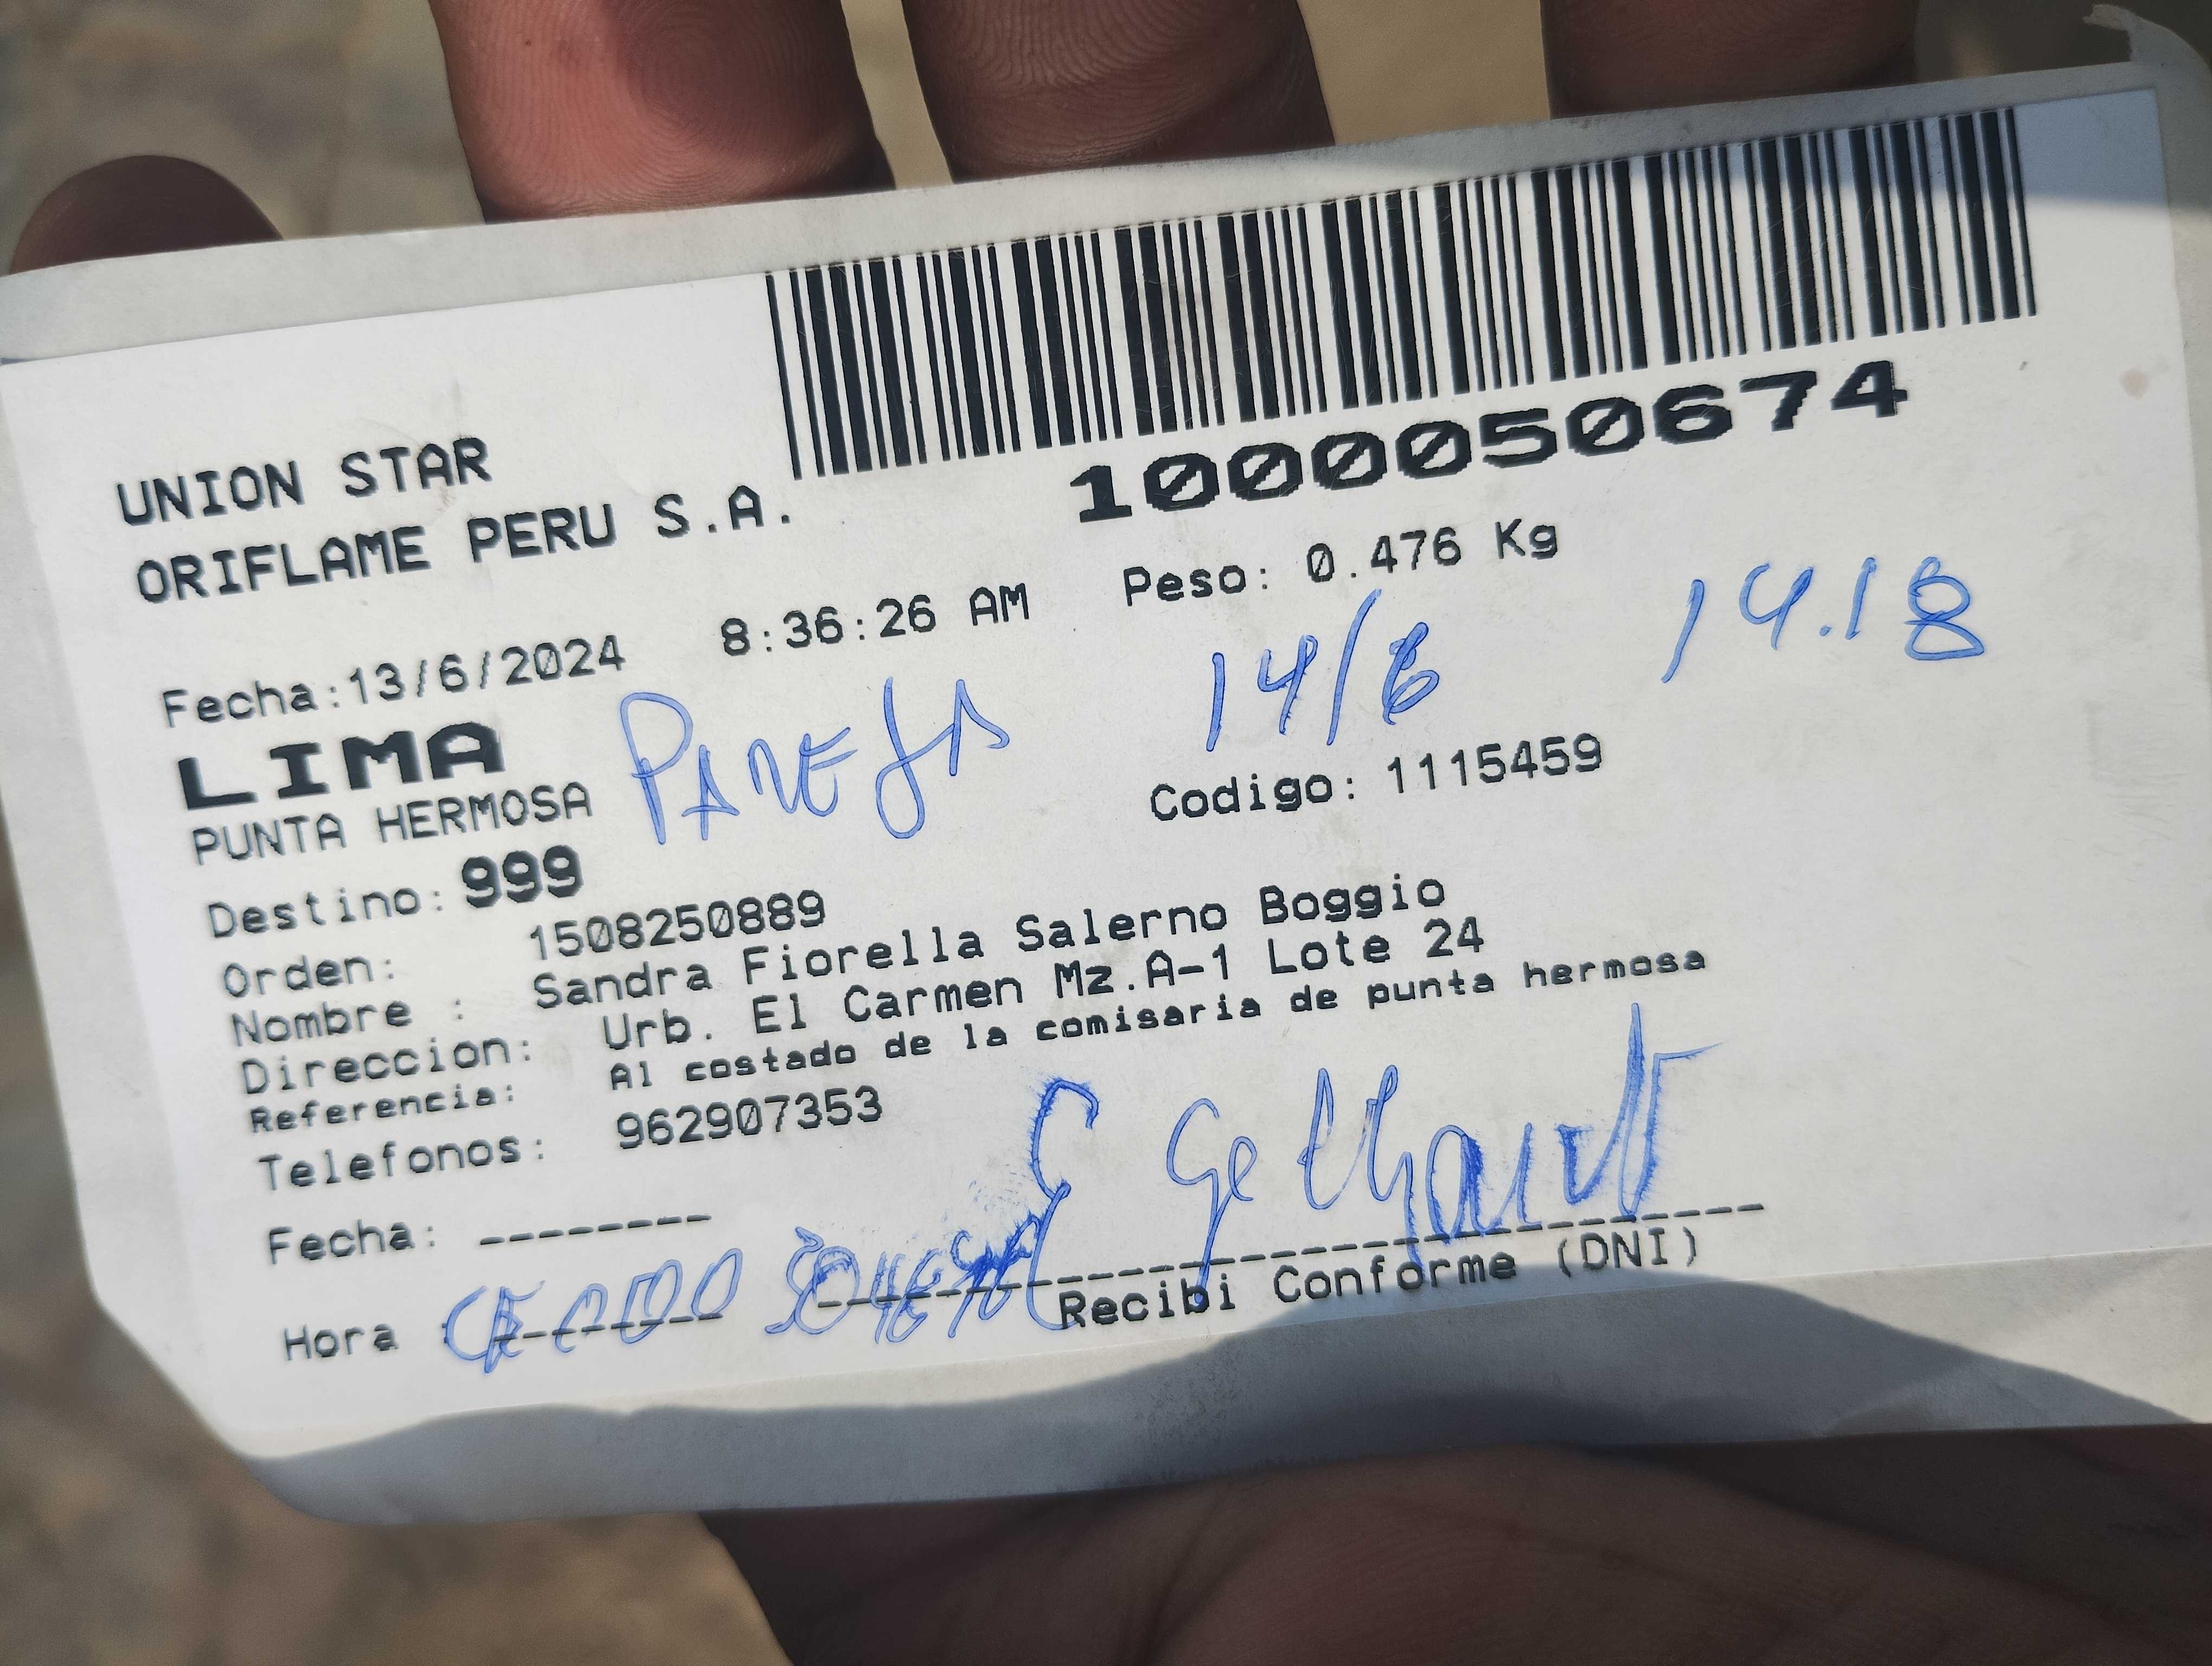 1000050674
UNION STAR
ORIFLAME PERU S.A.
Peso: 0.476 Kg
Fecha:13/6/2024 8:36:26 AM
14/6 14.18
LIMA
PUNTA HERMOSA PAREJA
Codigo: 1115459
Destino: 999
Orden: 1508250889
Nombre : Sandra Fiorella Salerno Boggio
Direccion: Urb. El Carmen Mz.A-1 Lote 24
Referencia: Al costado de la comisaria de punta hermosa
Telefonos: 962907353
Fecha: --------
Hora :--------
Recibi Conforme (DNI)